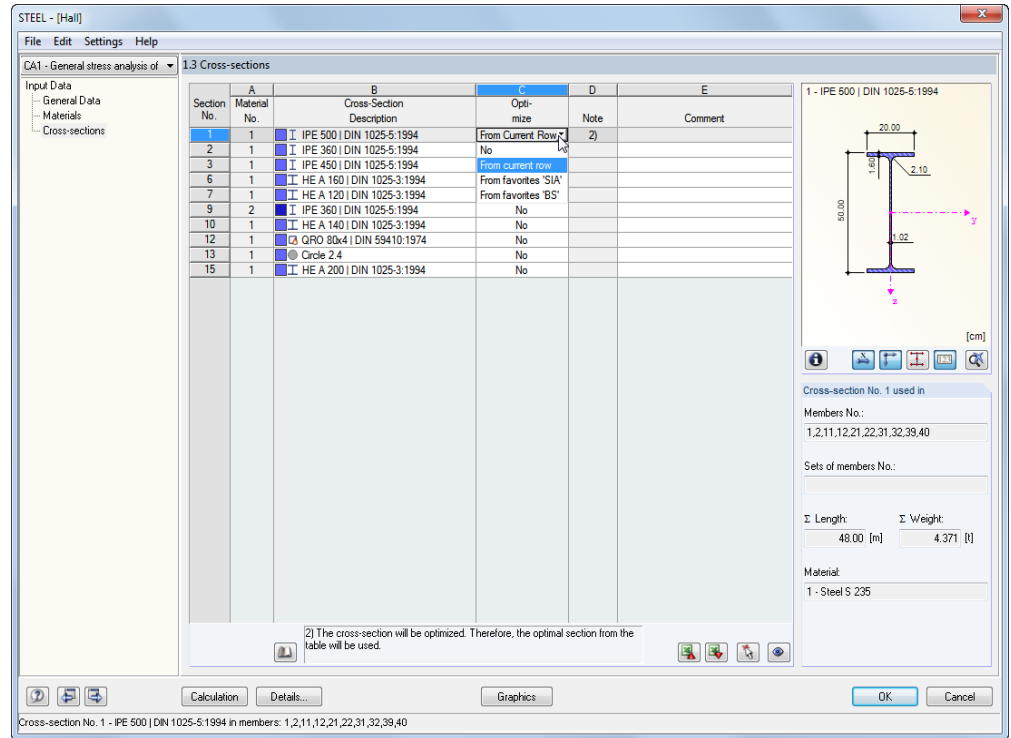 STEEL - [Hall]
File Edit Settings Help
CA1 - General stress analysis of
1.3 Cross-sections
Input Data
General Data
Materials
Cross-sections
A B C D E
Section Material Cross-Section Opti-
No. No. Description mize Note Comment
1 1 IPE 500 | DIN 1025-5:1994 From Current Row 2)
2 1 IPE 360 | DIN 1025-5:1994 No
3 1 IPE 450 | DIN 1025-5:1994 From current row
6 1 HE A 160 | DIN 1025-3:1994 From favorites 'SIA'
7 1 HE A 120 | DIN 1025-3:1994 From favorites 'BS'
9 2 IPE 360 | DIN 1025-5:1994 No
10 1 HE A 140 | DIN 1025-3:1994 No
12 1 QRO 80x4 | DIN 59410:1974 No
13 1 Circle 2.4 No
15 1 HE A 200 | DIN 1025-3:1994 No
2) The cross-section will be optimized. Therefore, the optimal section from the
table will be used.
1 - IPE 500 | DIN 1025-5:1994
20.00
1.60
2.10
50.00
y
1.02
z
[cm]
Cross-section No. 1 used in
Members No.:
1,2,11,12,21,22,31,32,39,40
Sets of members No.:
Σ Length: Σ Weight:
48.00 [m] 4.371 [t]
Material:
1 - Steel S 235
Calculation Details... Graphics OK Cancel
Cross-section No. 1 - IPE 500 | DIN 1025-5:1994 in members: 1,2,11,12,21,22,31,32,39,40